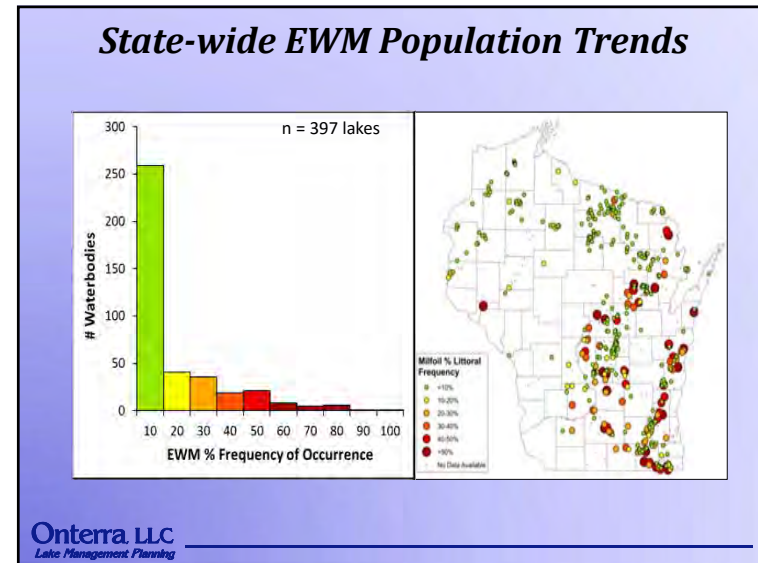 State-wide EWM Population Trends
n = 397 lakes
300
250
200
150
100
50
0
# Waterbodies
10 20 30 40 50 60 70 80 90 100
EWM % Frequency of Occurrence
Milfoil % Littoral
Frequency
<10%
10-20%
20-30%
30-40%
40-50%
>50%
No Data Available
Onterra LLC
Lake Management Planning